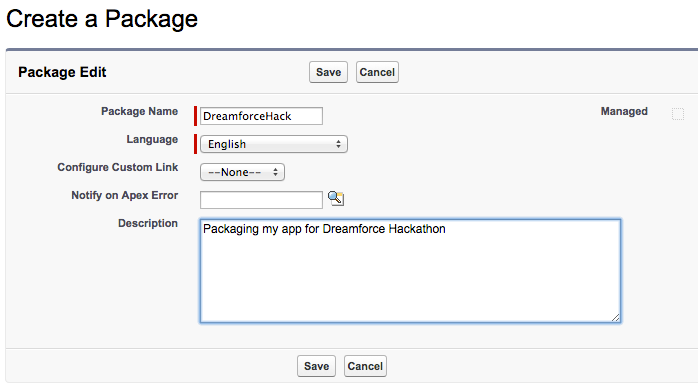 Create a Package
Package Edit Save Cancel
Package Name DreamforceHack Managed
Language English
Configure Custom Link --None--
Notify on Apex Error
Description Packaging my app for Dreamforce Hackathon
Save Cancel